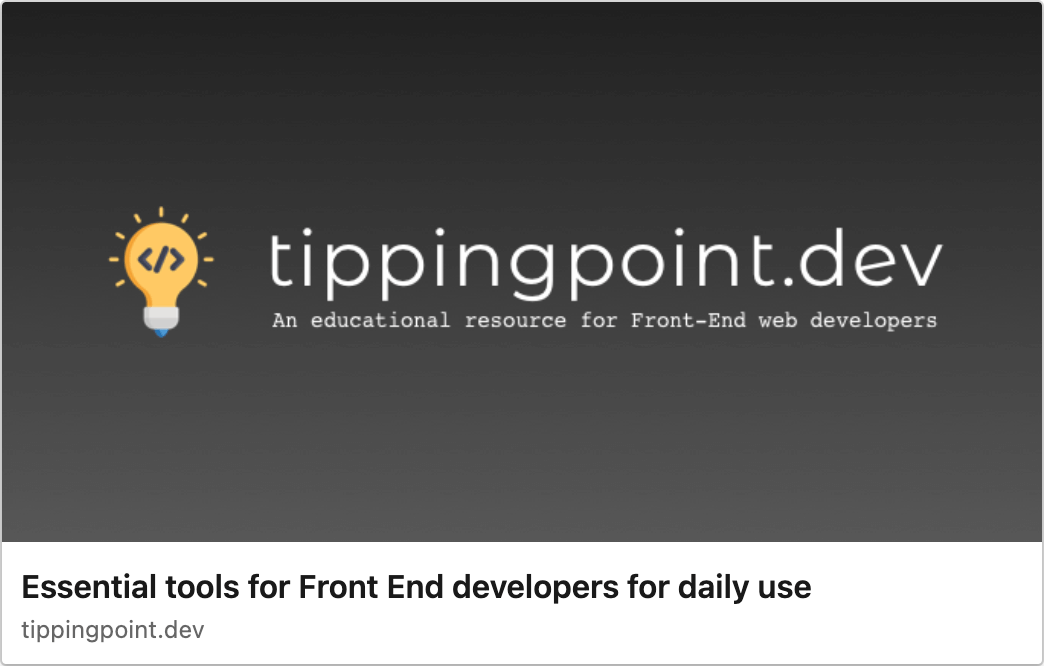 </>
tippingpoint.dev
An educational resource for Front-End web developers
Essential tools for Front End developers for daily use
tippingpoint.dev